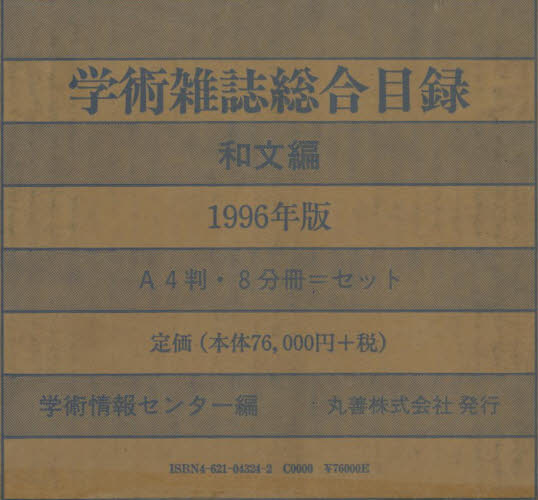 学術雑誌総合目録
和文編
1996年版
A4判・8分冊＝セット
定価(本体76,000円＋税)
学術情報センター編 丸善株式会社 発行
ISBN4-621-04324-2 C0000 ¥76000E